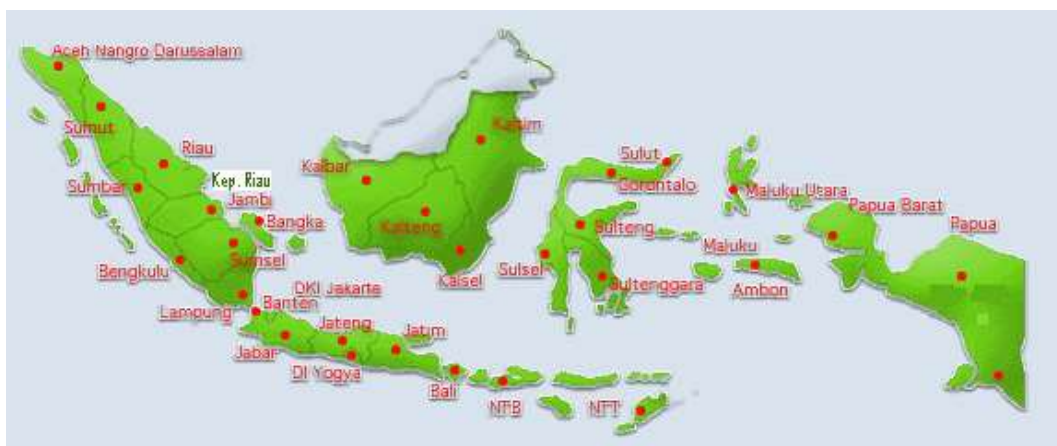 Aceh Nangro Darussalam
Sumut
Riau
Kep. Riau
Sumbar
Jambi
Bangka
Sumsel
Bengkulu
Lampung
Banten
DKI Jakarta
Jabar
Jateng
DI Yogya
Jatim
Bali
NTB
NTT
Kalbar
Kalteng
Kaltim
Kalsel
Sulut
Gorontalo
Sulteng
Sulsel
Sultenggara
Maluku Utara
Maluku
Ambon
Papua Barat
Papua